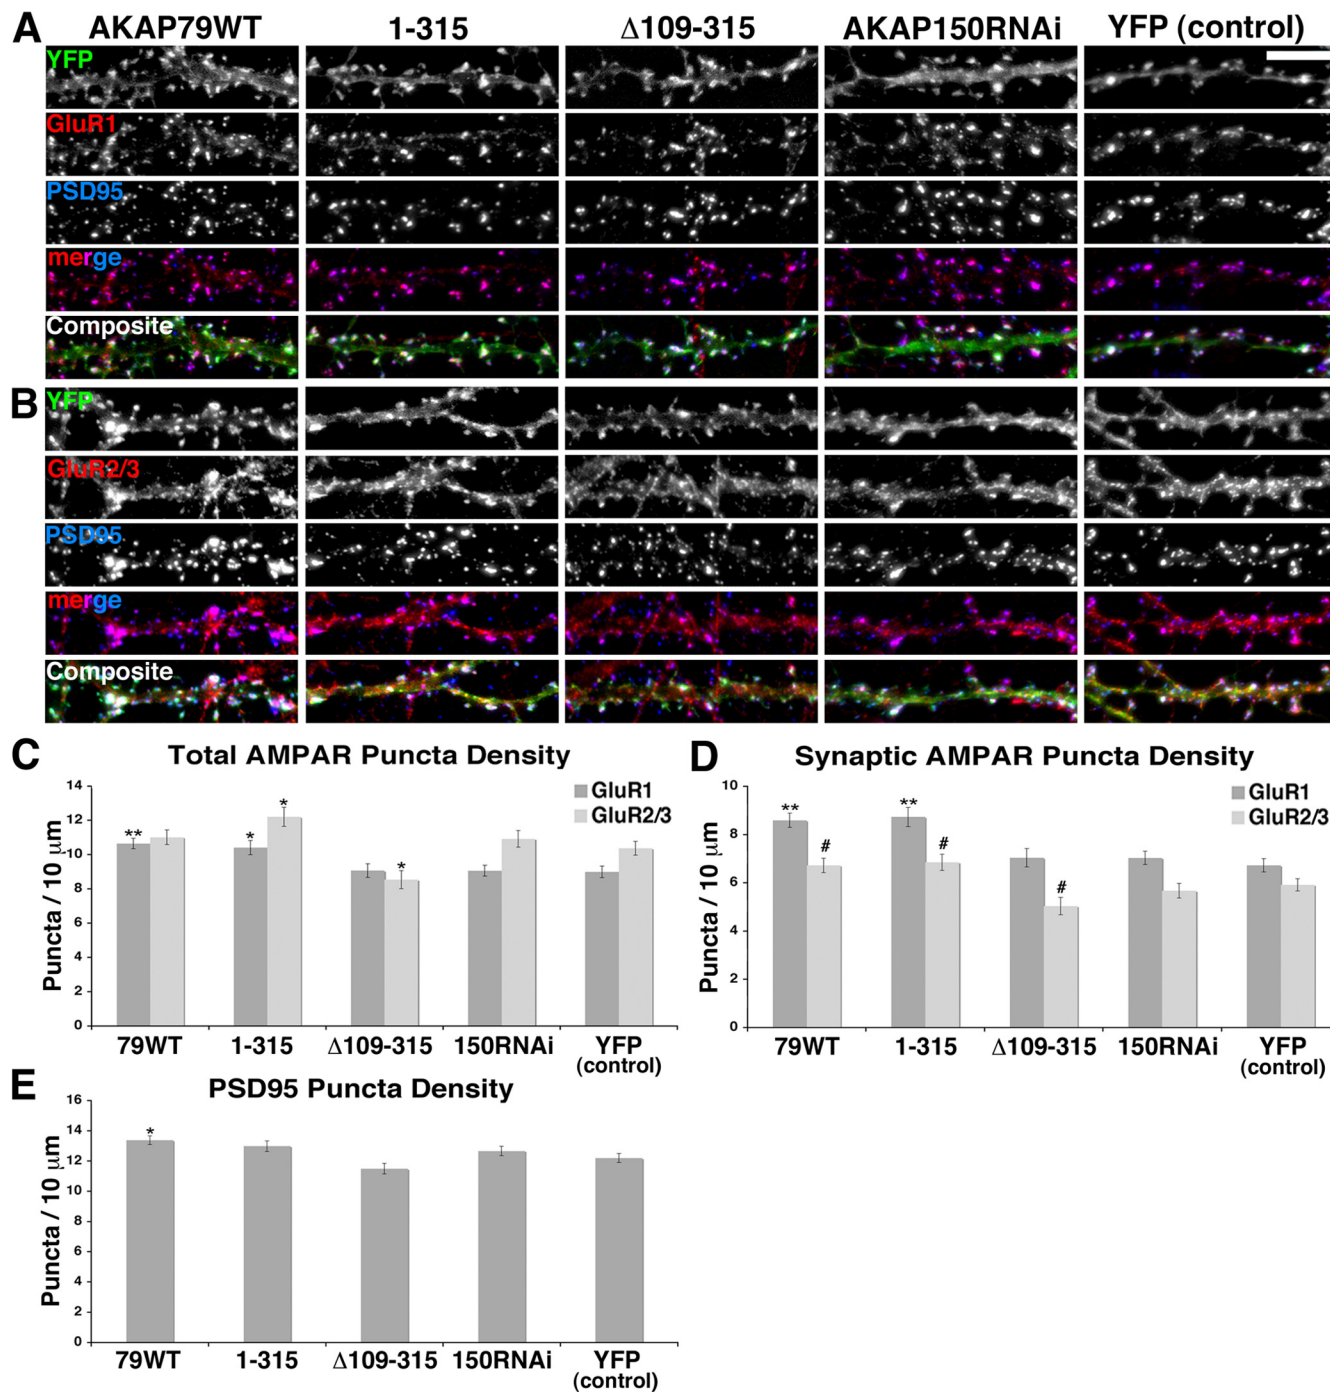 A
AKAP79WT 1-315 Δ109-315 AKAP150RNAi YFP (control)
YFP
GluR1
PSD95
merge
Composite
B
YFP
GluR2/3
PSD95
merge
Composite
C
Total AMPAR Puncta Density
Puncta / 10 μm
14
12
10
8
6
4
2
0
GluR1
GluR2/3
**
*
*
*
79WT 1-315 Δ109-315 150RNAi YFP
(control)
D
Synaptic AMPAR Puncta Density
Puncta / 10 μm
10
8
6
4
2
0
GluR1
GluR2/3
**
#
**
#
#
79WT 1-315 Δ109-315 150RNAi YFP
(control)
E
PSD95 Puncta Density
Puncta / 10 μm
16
14
12
10
8
6
4
2
0
*
79WT 1-315 Δ109-315 150RNAi YFP
(control)